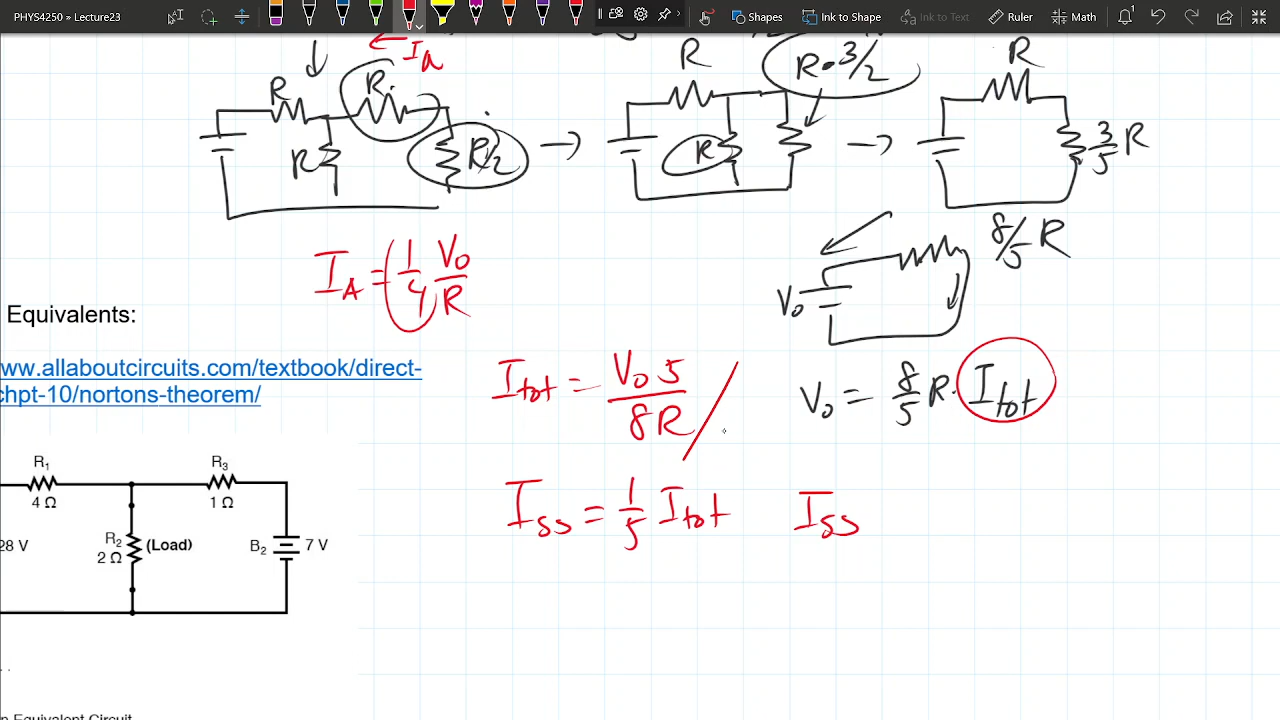 PHYS4250 > Lecture23
Shapes
Ink to Shape
Ink to Text
Ruler
Math
I_A
R
R
R
R/2
R
R•3/2
R
R
3/5 R
I_A = 1/4 V₀/R
8/5 R
V₀
Equivalents:
ww.allaboutcircuits.com/textbook/direct-
chpt-10/nortons-theorem/
I_tot = V₀ 5 / 8R
V₀ = 8/5 R · I_tot
R₁
4 Ω
R₃
1 Ω
I_ss = 1/5 I_tot
I_ss
28 V
R₂
2 Ω
(Load)
B₂
7 V
n Equivalent Circuit